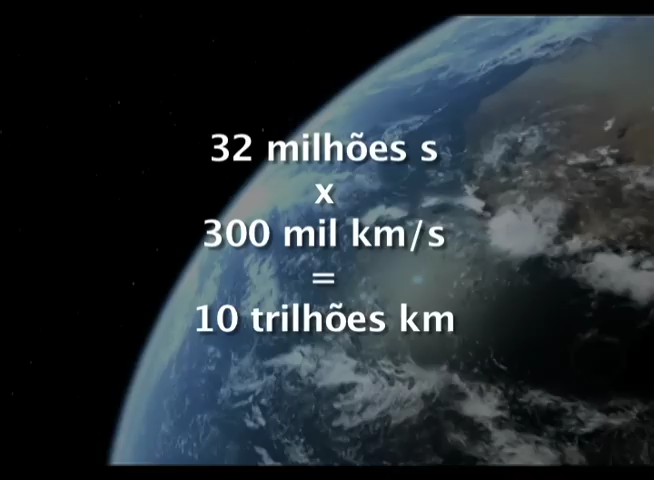 32 milhões s
x
300 mil km/s
=
10 trilhões km